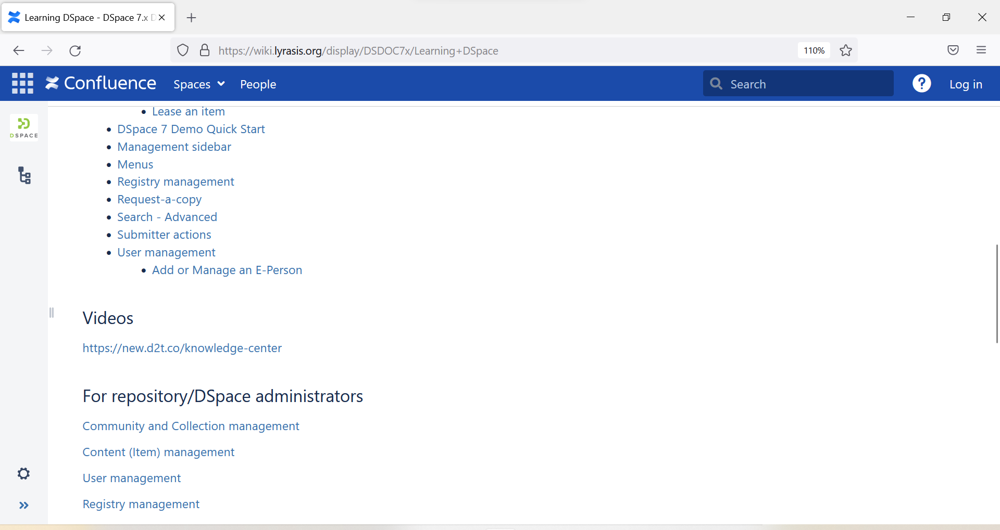 Learning DSpace - DSpace 7.x D
https://wiki.lyrasis.org/display/DSDOC7x/Learning+DSpace
110%
Confluence
Spaces
People
Search
?
Log in
DSPACE
Lease an item
DSpace 7 Demo Quick Start
Management sidebar
Menus
Registry management
Request-a-copy
Search - Advanced
Submitter actions
User management
Add or Manage an E-Person
Videos
https://new.d2t.co/knowledge-center
For repository/DSpace administrators
Community and Collection management
Content (Item) management
User management
Registry management